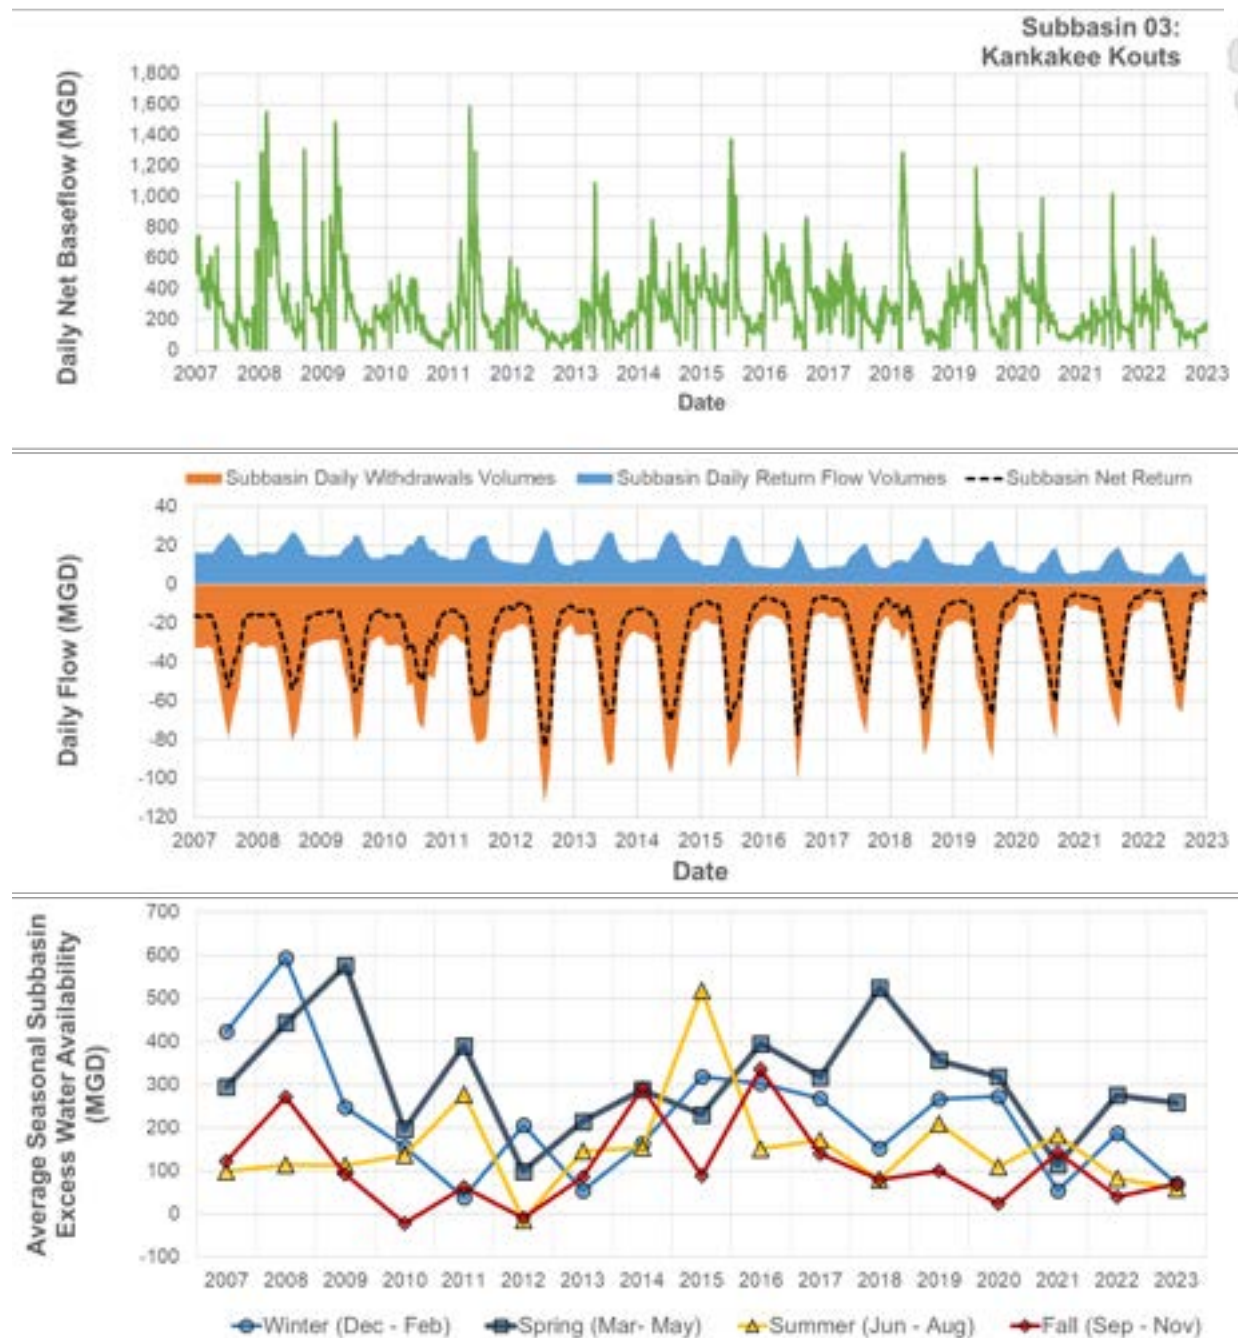 Subbasin 03:
Kankakee Kouts
Daily Net Baseflow (MGD)
1,800
1,600
1,400
1,200
1,000
800
600
400
200
0
2007 2008 2009 2010 2011 2012 2013 2014 2015 2016 2017 2018 2019 2020 2021 2022 2023
Date
Subbasin Daily Withdrawals Volumes Subbasin Daily Return Flow Volumes Subbasin Net Return
Daily Flow (MGD)
40
20
0
-20
-40
-60
-80
-100
-120
2007 2008 2009 2010 2011 2012 2013 2014 2015 2016 2017 2018 2019 2020 2021 2022 2023
Date
Average Seasonal Subbasin
Excess Water Availability
(MGD)
700
600
500
400
300
200
100
0
-100
2007 2008 2009 2010 2011 2012 2013 2014 2015 2016 2017 2018 2019 2020 2021 2022 2023
Winter (Dec - Feb) Spring (Mar- May) Summer (Jun - Aug) Fall (Sep - Nov)